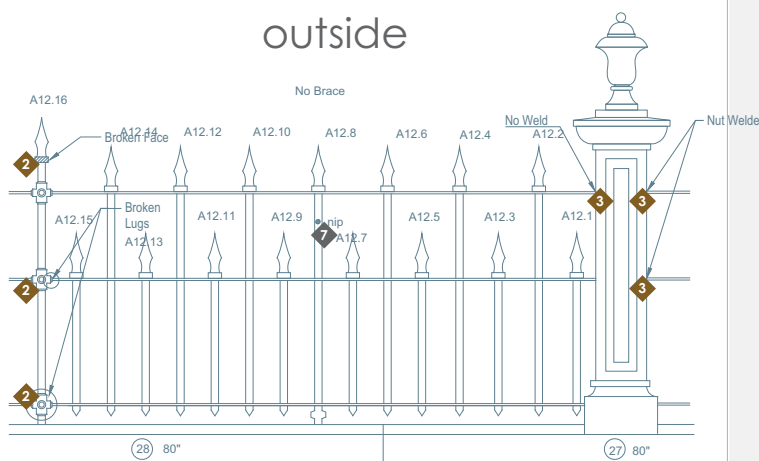 outside
No Brace
A12.16
Broken Face
A12.14
A12.12
A12.10
A12.8
A12.6
A12.4
A12.2
No Weld
Nut Welde
2
3
3
A12.15
Broken
Lugs
A12.13
A12.11
A12.9
nip
7
A12.7
A12.5
A12.3
A12.1
2
3
2
28 80"
27 80"